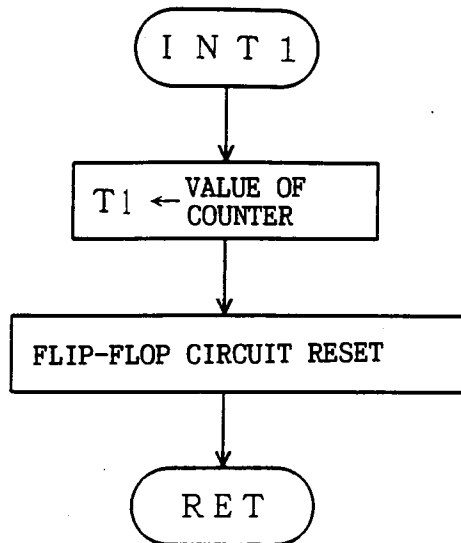 INT1
T1 ← VALUE OF
COUNTER
FLIP-FLOP CIRCUIT RESET
RET